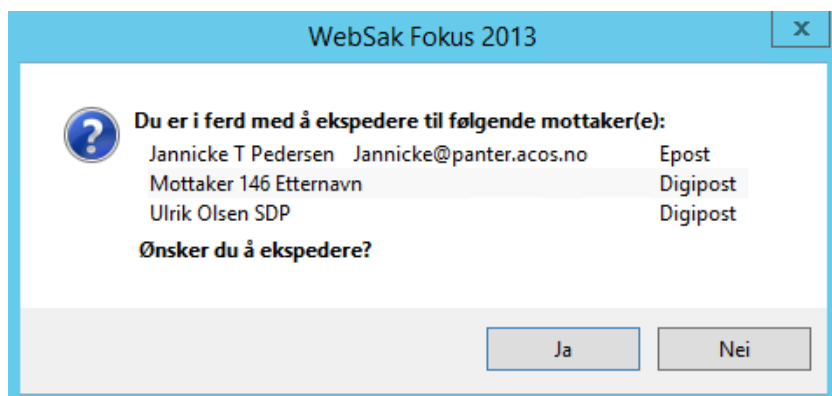 WebSak Fokus 2013
x
Du er i ferd med å ekspedere til følgende mottaker(e):
Jannicke T Pedersen Jannicke@panter.acos.no Epost
Mottaker 146 Etternavn Digipost
Ulrik Olsen SDP Digipost
Ønsker du å ekspedere?
Ja Nei